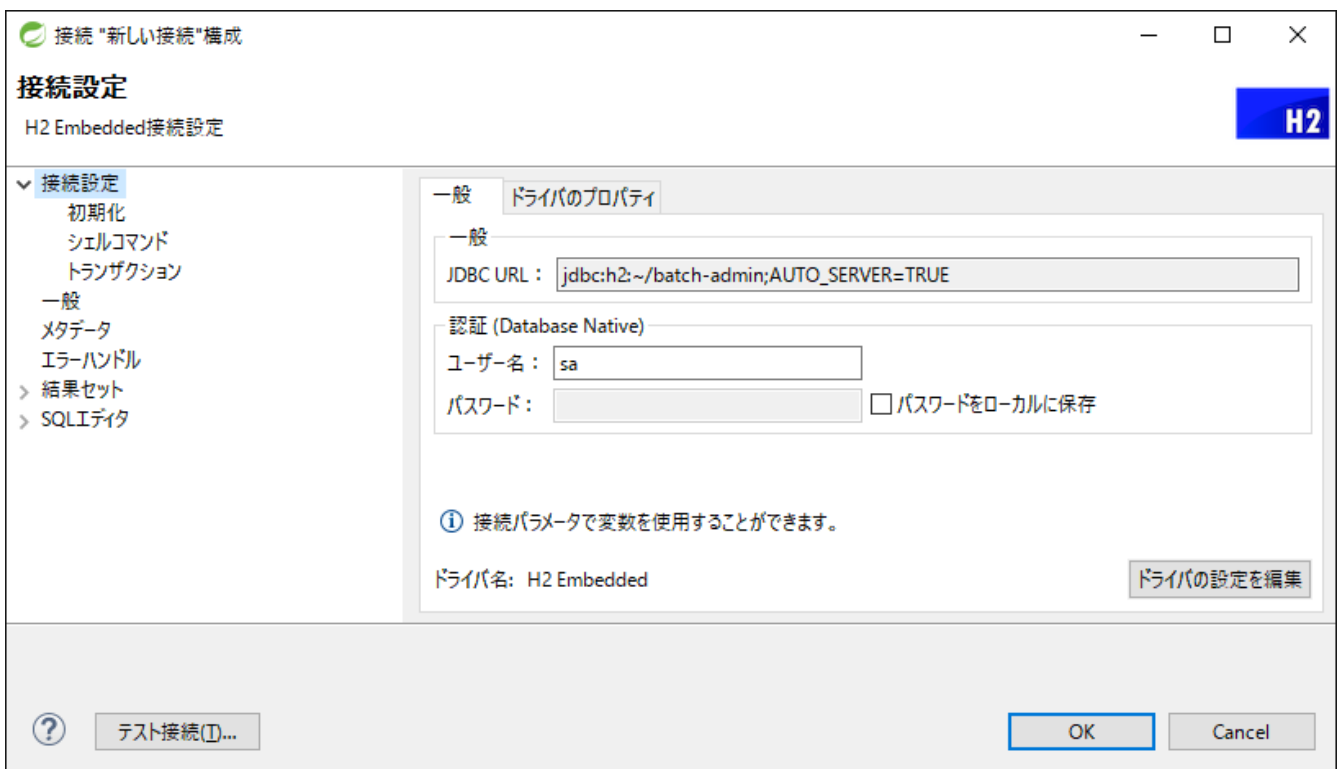 接続 "新しい接続"構成
接続設定
H2 Embedded接続設定
H2
接続設定
初期化
シェルコマンド
トランザクション
一般
メタデータ
エラーハンドル
結果セット
SQLエディタ
一般
ドライバのプロパティ
一般
JDBC URL： jdbc:h2:~/batch-admin;AUTO_SERVER=TRUE
認証 (Database Native)
ユーザー名： sa
パスワード： パスワードをローカルに保存
接続パラメータで変数を使用することができます。
ドライバ名: H2 Embedded ドライバの設定を編集
テスト接続(T)... OK Cancel